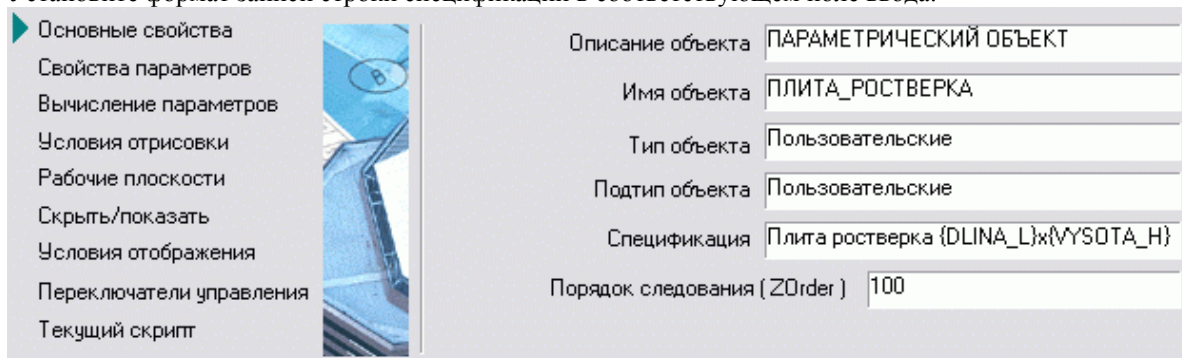 Основные свойства
Свойства параметров
Вычисление параметров
Условия отрисовки
Рабочие плоскости
Скрыть/показать
Условия отображения
Переключатели управления
Текущий скрипт
Описание объекта ПАРАМЕТРИЧЕСКИЙ ОБЪЕКТ
Имя объекта ПЛИТА_РОСТВЕРКА
Тип объекта Пользовательские
Подтип объекта Пользовательские
Спецификация Плита ростверка {DLINA_L}x{VYSOTA_H}
Порядок следования ( ZOrder ) 100